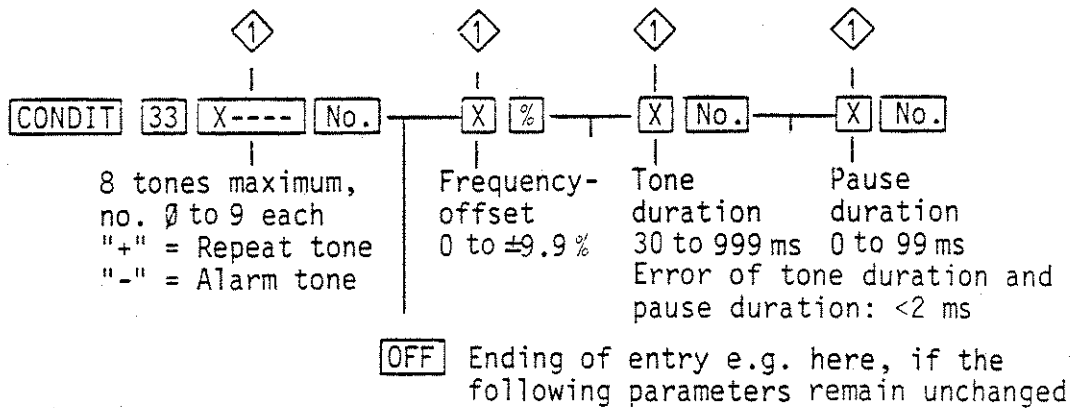 1 1 1 1
CONDIT 33 X---- No. X % X No. X No.
8 tones maximum,
no. Ø to 9 each
"+" = Repeat tone
"-" = Alarm tone
Frequency-
offset
0 to ±9.9 %
Tone
duration
30 to 999 ms
Pause
duration
0 to 99 ms
Error of tone duration and
pause duration: <2 ms
OFF Ending of entry e.g. here, if the
following parameters remain unchanged